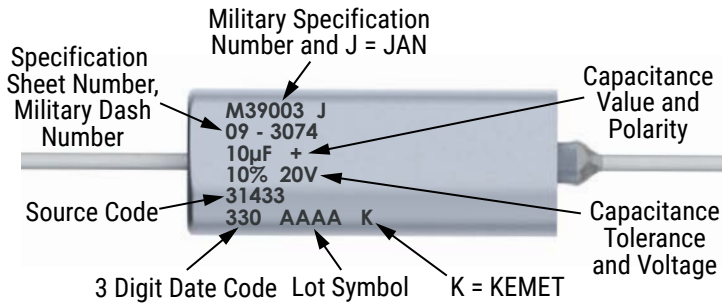 Military Specification
Number and J = JAN
Specification
Sheet Number,
Military Dash
Number
Capacitance
Value and
Polarity
M39003 J
09 - 3074
10µF +
10% 20V
31433
330 AAAA K
Source Code
Capacitance
Tolerance
and Voltage
3 Digit Date Code
Lot Symbol
K = KEMET